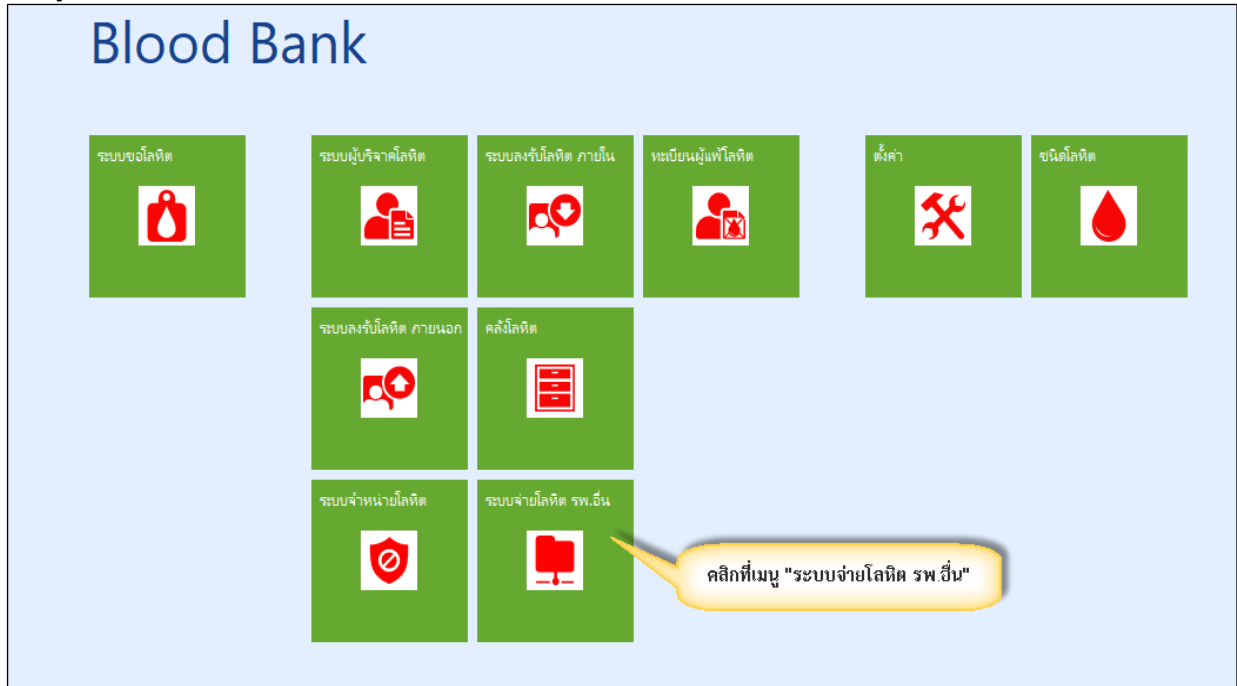 Blood Bank
ระบบขอโลหิต
ระบบผู้บริจาคโลหิต
ระบบลงรับโลหิต ภายใน
ทะเบียนผู้แพ้โลหิต
ตั้งค่า
ชนิดโลหิต
ระบบลงรับโลหิต ภายนอก
คลังโลหิต
ระบบจำหน่ายโลหิต
ระบบจ่ายโลหิต รพ.อื่น
คลิกที่เมนู "ระบบจ่ายโลหิต รพ.อื่น"